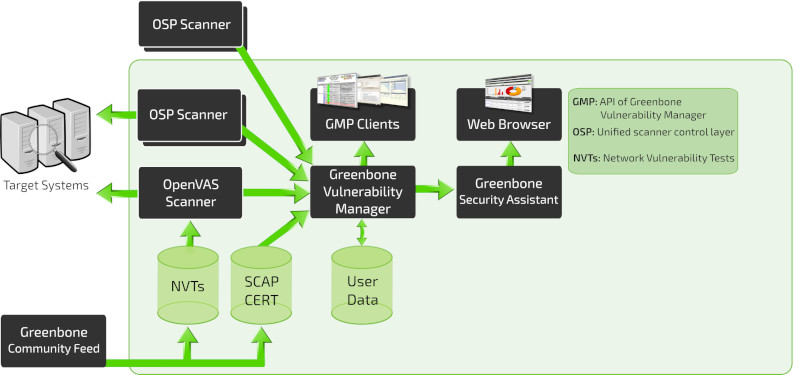 OSP Scanner
OSP Scanner
GMP Clients
Web Browser
GMP: API of Greenbone
Vulnerability Manager
OSP: Unified scanner control layer
NVTs: Network Vulnerability Tests
Target Systems
OpenVAS
Scanner
Greenbone
Vulnerability
Manager
Greenbone
Security Assistant
NVTs
SCAP
CERT
User
Data
Greenbone
Community Feed